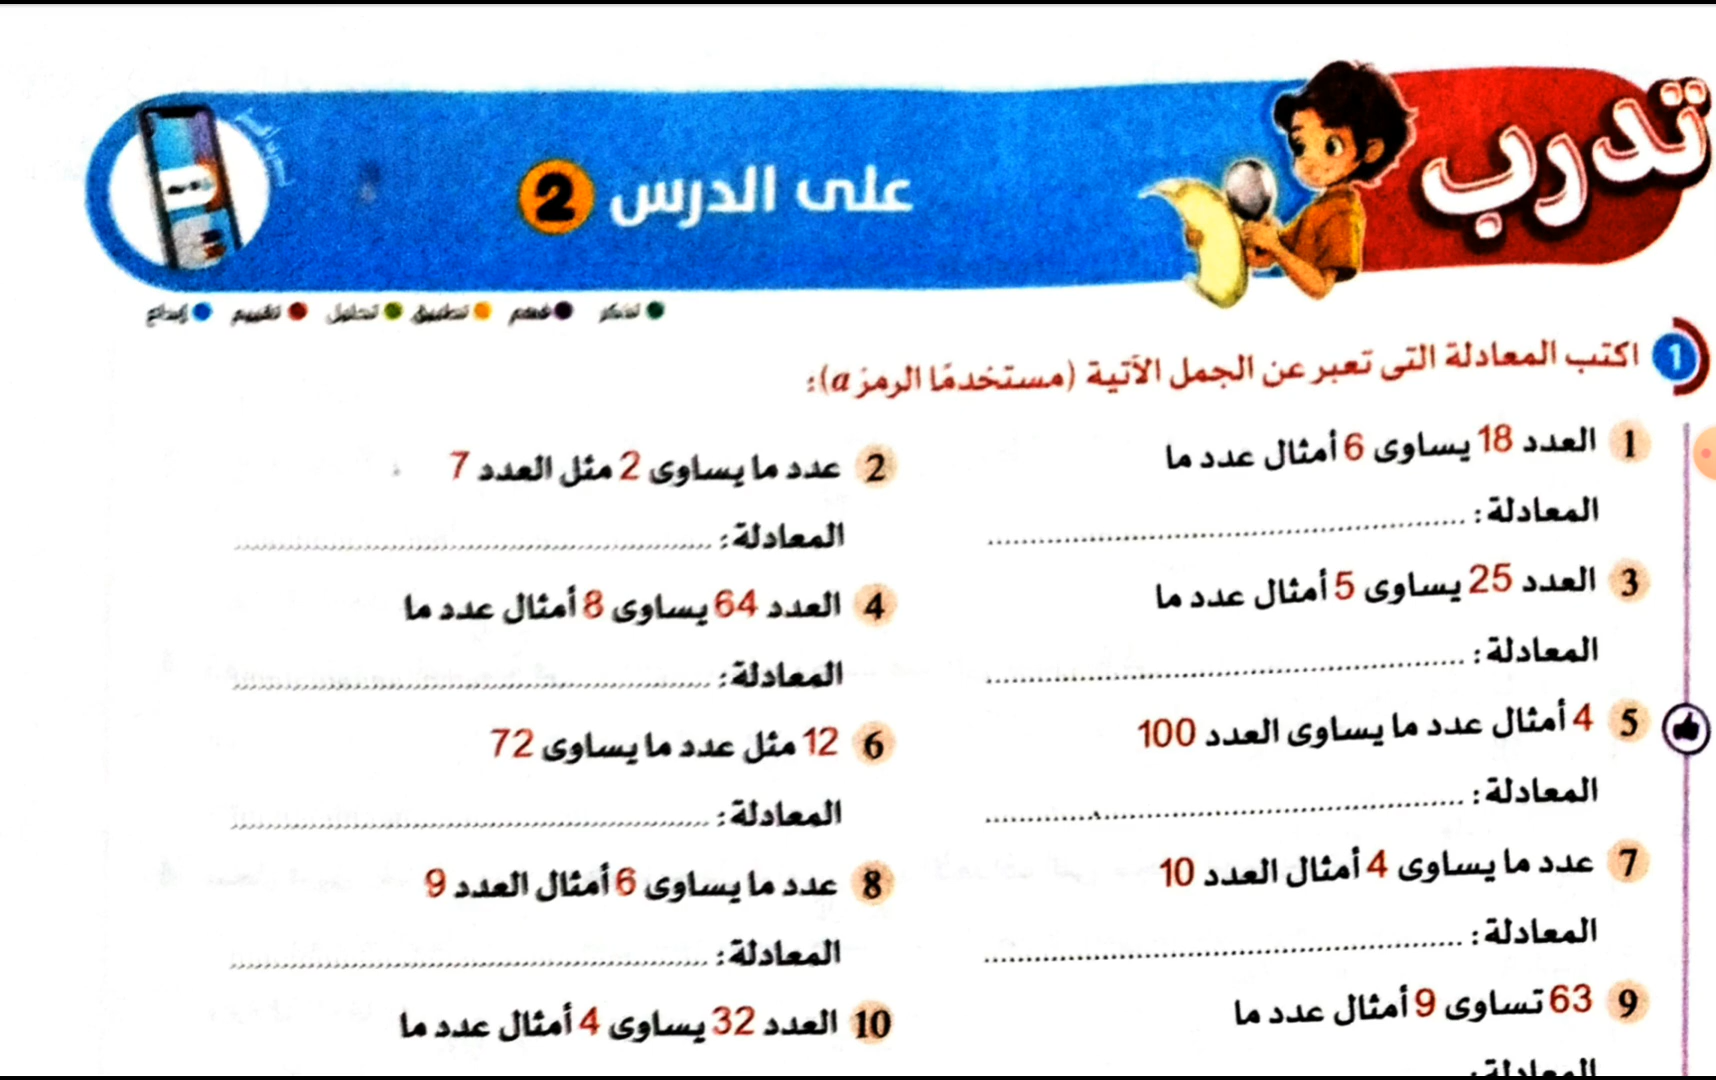 تدرب
على الدرس 2
تذكر فهم تطبيق تحليل تقييم إبداع
1 اكتب المعادلة التى تعبر عن الجمل الآتية (مستخدمًا الرمز a):
1 العدد 18 يساوى 6 أمثال عدد ما
المعادلة:
2 عدد ما يساوى 2 مثل العدد 7
المعادلة:
3 العدد 25 يساوى 5 أمثال عدد ما
المعادلة:
4 العدد 64 يساوى 8 أمثال عدد ما
المعادلة:
5 4 أمثال عدد ما يساوى العدد 100
المعادلة:
6 12 مثل عدد ما يساوى 72
المعادلة:
7 عدد ما يساوى 4 أمثال العدد 10
المعادلة:
8 عدد ما يساوى 6 أمثال العدد 9
المعادلة:
9 63 تساوى 9 أمثال عدد ما
المعادلة:
10 العدد 32 يساوى 4 أمثال عدد ما